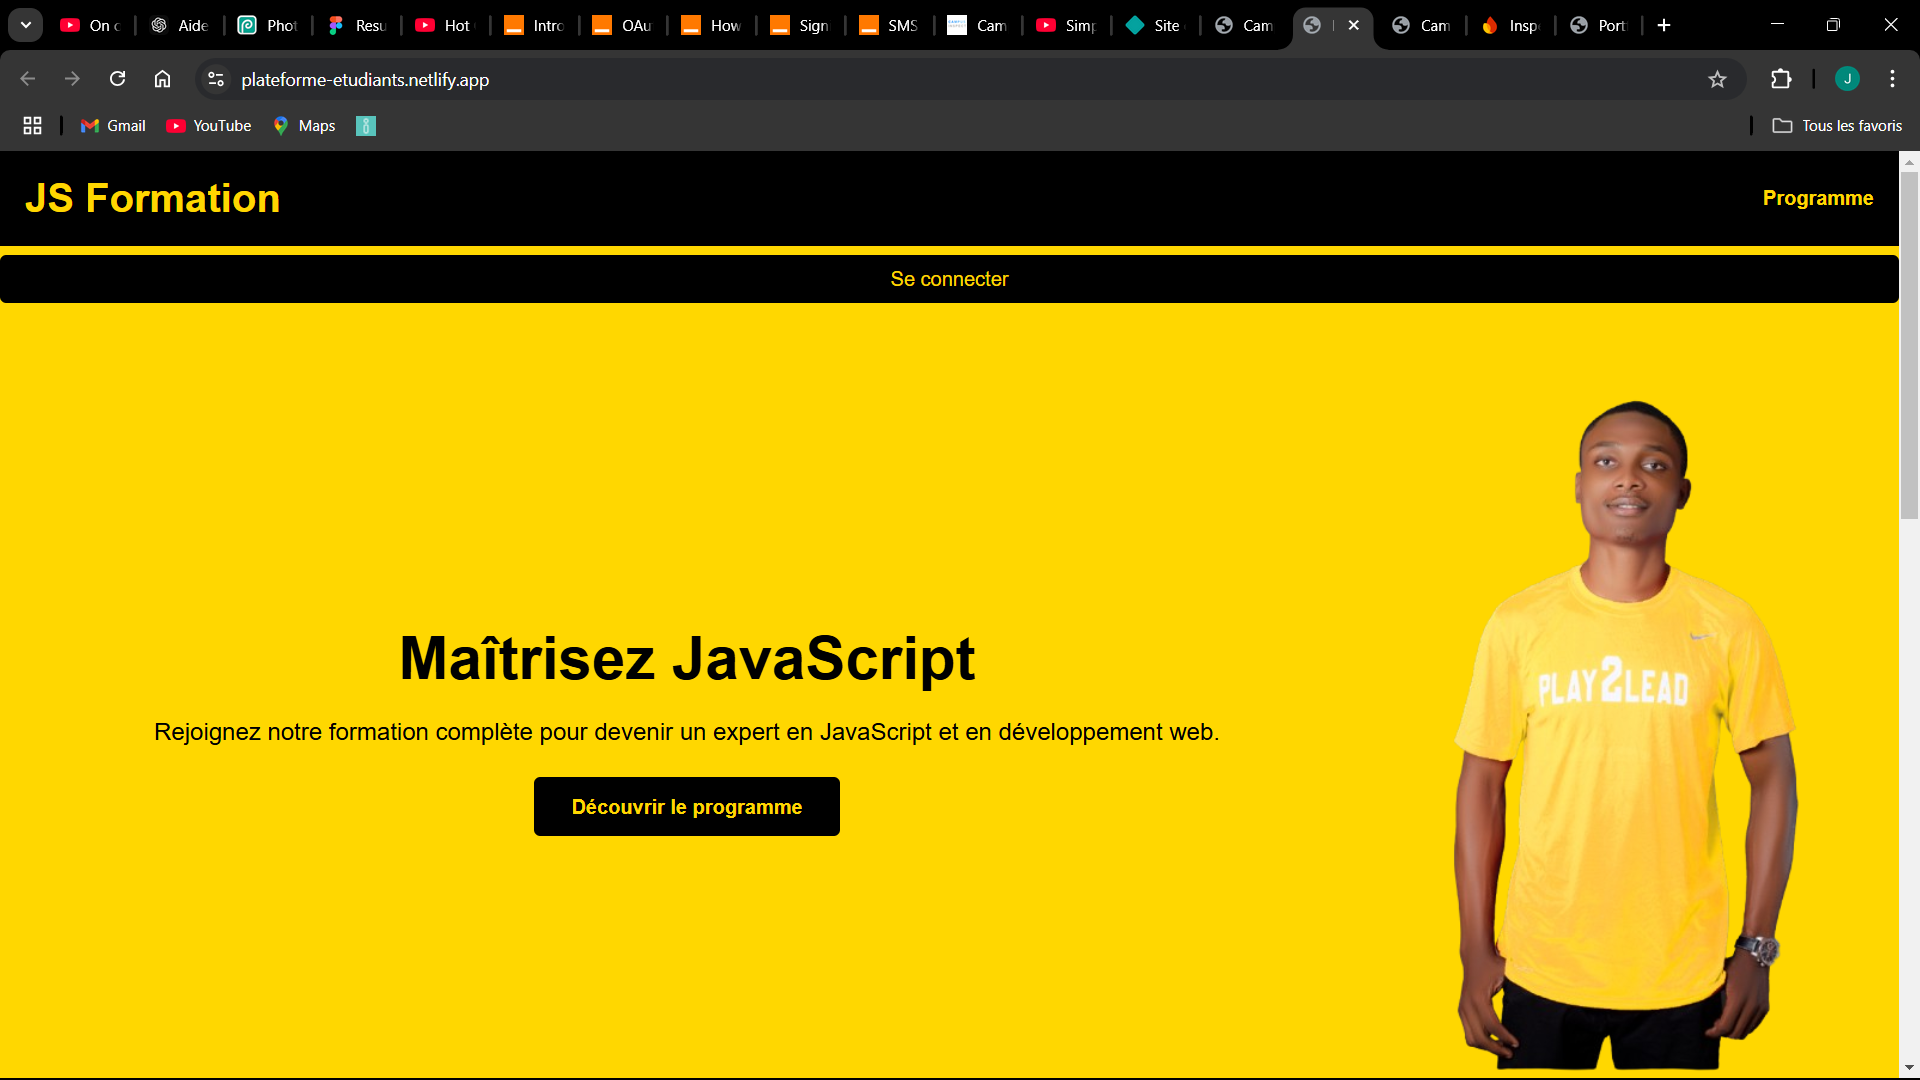 On c
Aide
Phot
Resu
Hot
Intro
OAu
How
Sign
SMS
Cam
Simp
Site
Cam
Cam
Insp
Port
plateforme-etudiants.netlify.app
J
Gmail
YouTube
Maps
Tous les favoris
JS Formation
Programme
Se connecter
Maîtrisez JavaScript
Rejoignez notre formation complète pour devenir un expert en JavaScript et en développement web.
Découvrir le programme
PLAY2LEAD